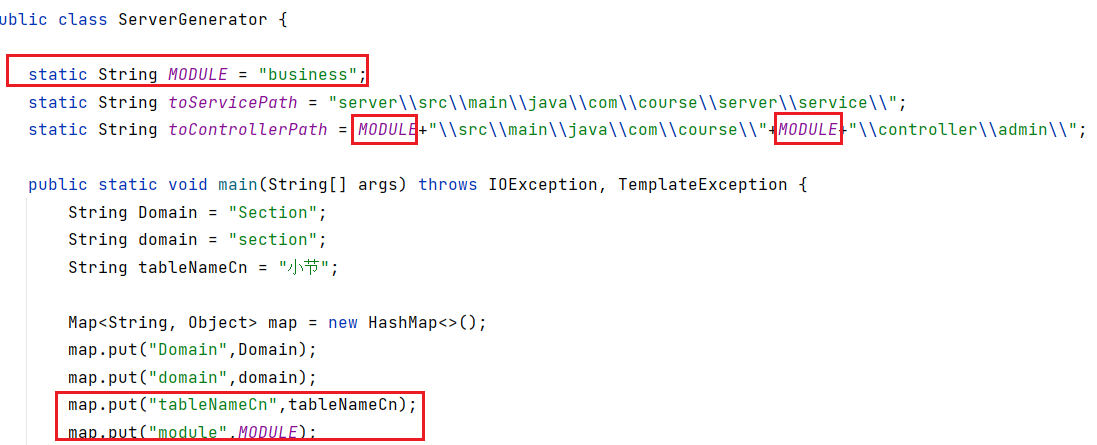 ublic class ServerGenerator {
static String MODULE = "business";
static String toServicePath = "server\\src\\main\\java\\com\\course\\server\\service\\";
static String toControllerPath = MODULE+"\\src\\main\\java\\com\\course\\"+MODULE+"\\controller\\admin\\";
public static void main(String[] args) throws IOException, TemplateException {
String Domain = "Section";
String domain = "section";
String tableNameCn = "小节";
Map<String, Object> map = new HashMap<>();
map.put("Domain",Domain);
map.put("domain",domain);
map.put("tableNameCn",tableNameCn);
map.put("module",MODULE);